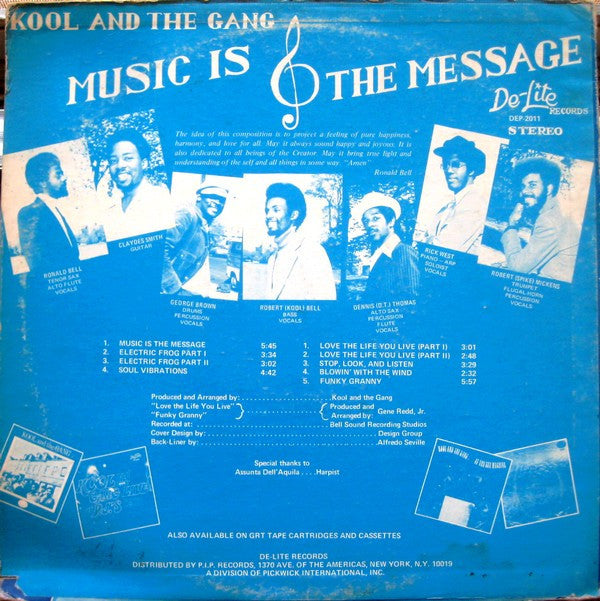 KOOL AND THE GANG
MUSIC IS THE MESSAGE
De-Lite
RECORDS
DEP-2011
STEREO
The idea of this composition is to project a feeling of pure happiness,
harmony, and love for all. May it always sound happy and joyous. It is
also dedicated to all beings of the Creator. May it bring true light and
understanding of the self and all things in some way. "Amen"
Ronald Bell
RONALD BELL
TENOR SAX
ALTO FLUTE
VOCALS
CLAYDES SMITH
GUITAR
GEORGE BROWN
DRUMS
PERCUSSION
VOCALS
ROBERT (KOOL) BELL
BASS
VOCALS
DENNIS (D.T.) THOMAS
ALTO SAX
PERCUSSION
FLUTE
VOCALS
RICK WEST
PIANO - ARP
SOLOIST
VOCALS
ROBERT (SPIKE) MICKENS
TRUMPET
FLUGAL HORN
PERCUSSION
VOCALS
1. MUSIC IS THE MESSAGE 5:45
2. ELECTRIC FROG PART I 3:34
3. ELECTRIC FROG PART II 3:02
4. SOUL VIBRATIONS 4:42
1. LOVE THE LIFE YOU LIVE (PART I) 3:01
2. LOVE THE LIFE YOU LIVE (PART II) 2:48
3. STOP, LOOK, AND LISTEN 3:29
4. BLOWIN' WITH THE WIND 2:32
5. FUNKY GRANNY 5:57
Produced and Arranged by: Kool and the Gang
"Love the Life You Live" Produced and
"Funky Granny" Arranged by: Gene Redd, Jr.
Recorded at: Bell Sound Recording Studios
Cover Design by: Design Group
Back-Liner by: Alfredo Seville
Special thanks to
Assunta Dell'Aquila .... Harpist
KOOL and the GANG
ALSO AVAILABLE ON GRT TAPE CARTRIDGES AND CASSETTES
DE-LITE RECORDS
DISTRIBUTED BY P.I.P. RECORDS, 1370 AVE. OF THE AMERICAS, NEW YORK, N.Y. 10019
A DIVISION OF PICKWICK INTERNATIONAL, INC.